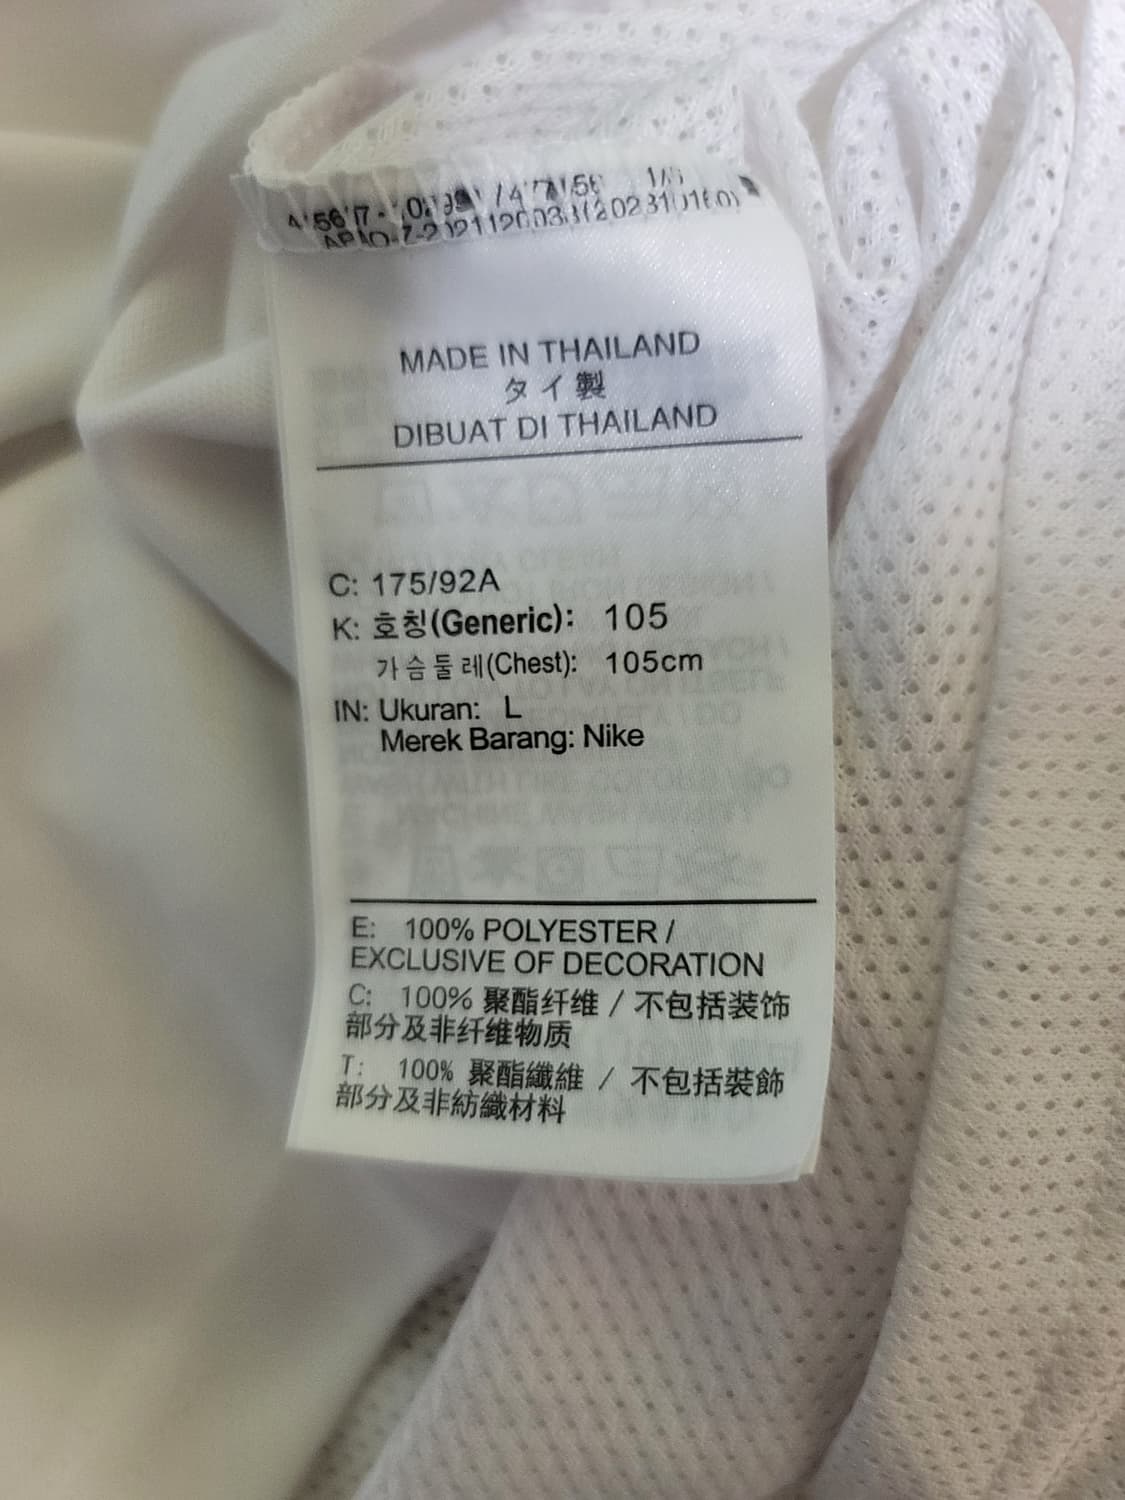 MADE IN THAILAND
タイ製
DIBUAT DI THAILAND
C: 175/92A
K: 호칭(Generic): 105
가슴둘레(Chest): 105cm
IN: Ukuran: L
Merek Barang: Nike
E: 100% POLYESTER /
EXCLUSIVE OF DECORATION
C: 100% 聚酯纤维 / 不包括装饰
部分及非纤维物质
T: 100% 聚酯纖維 / 不包括裝飾
部分及非紡織材料